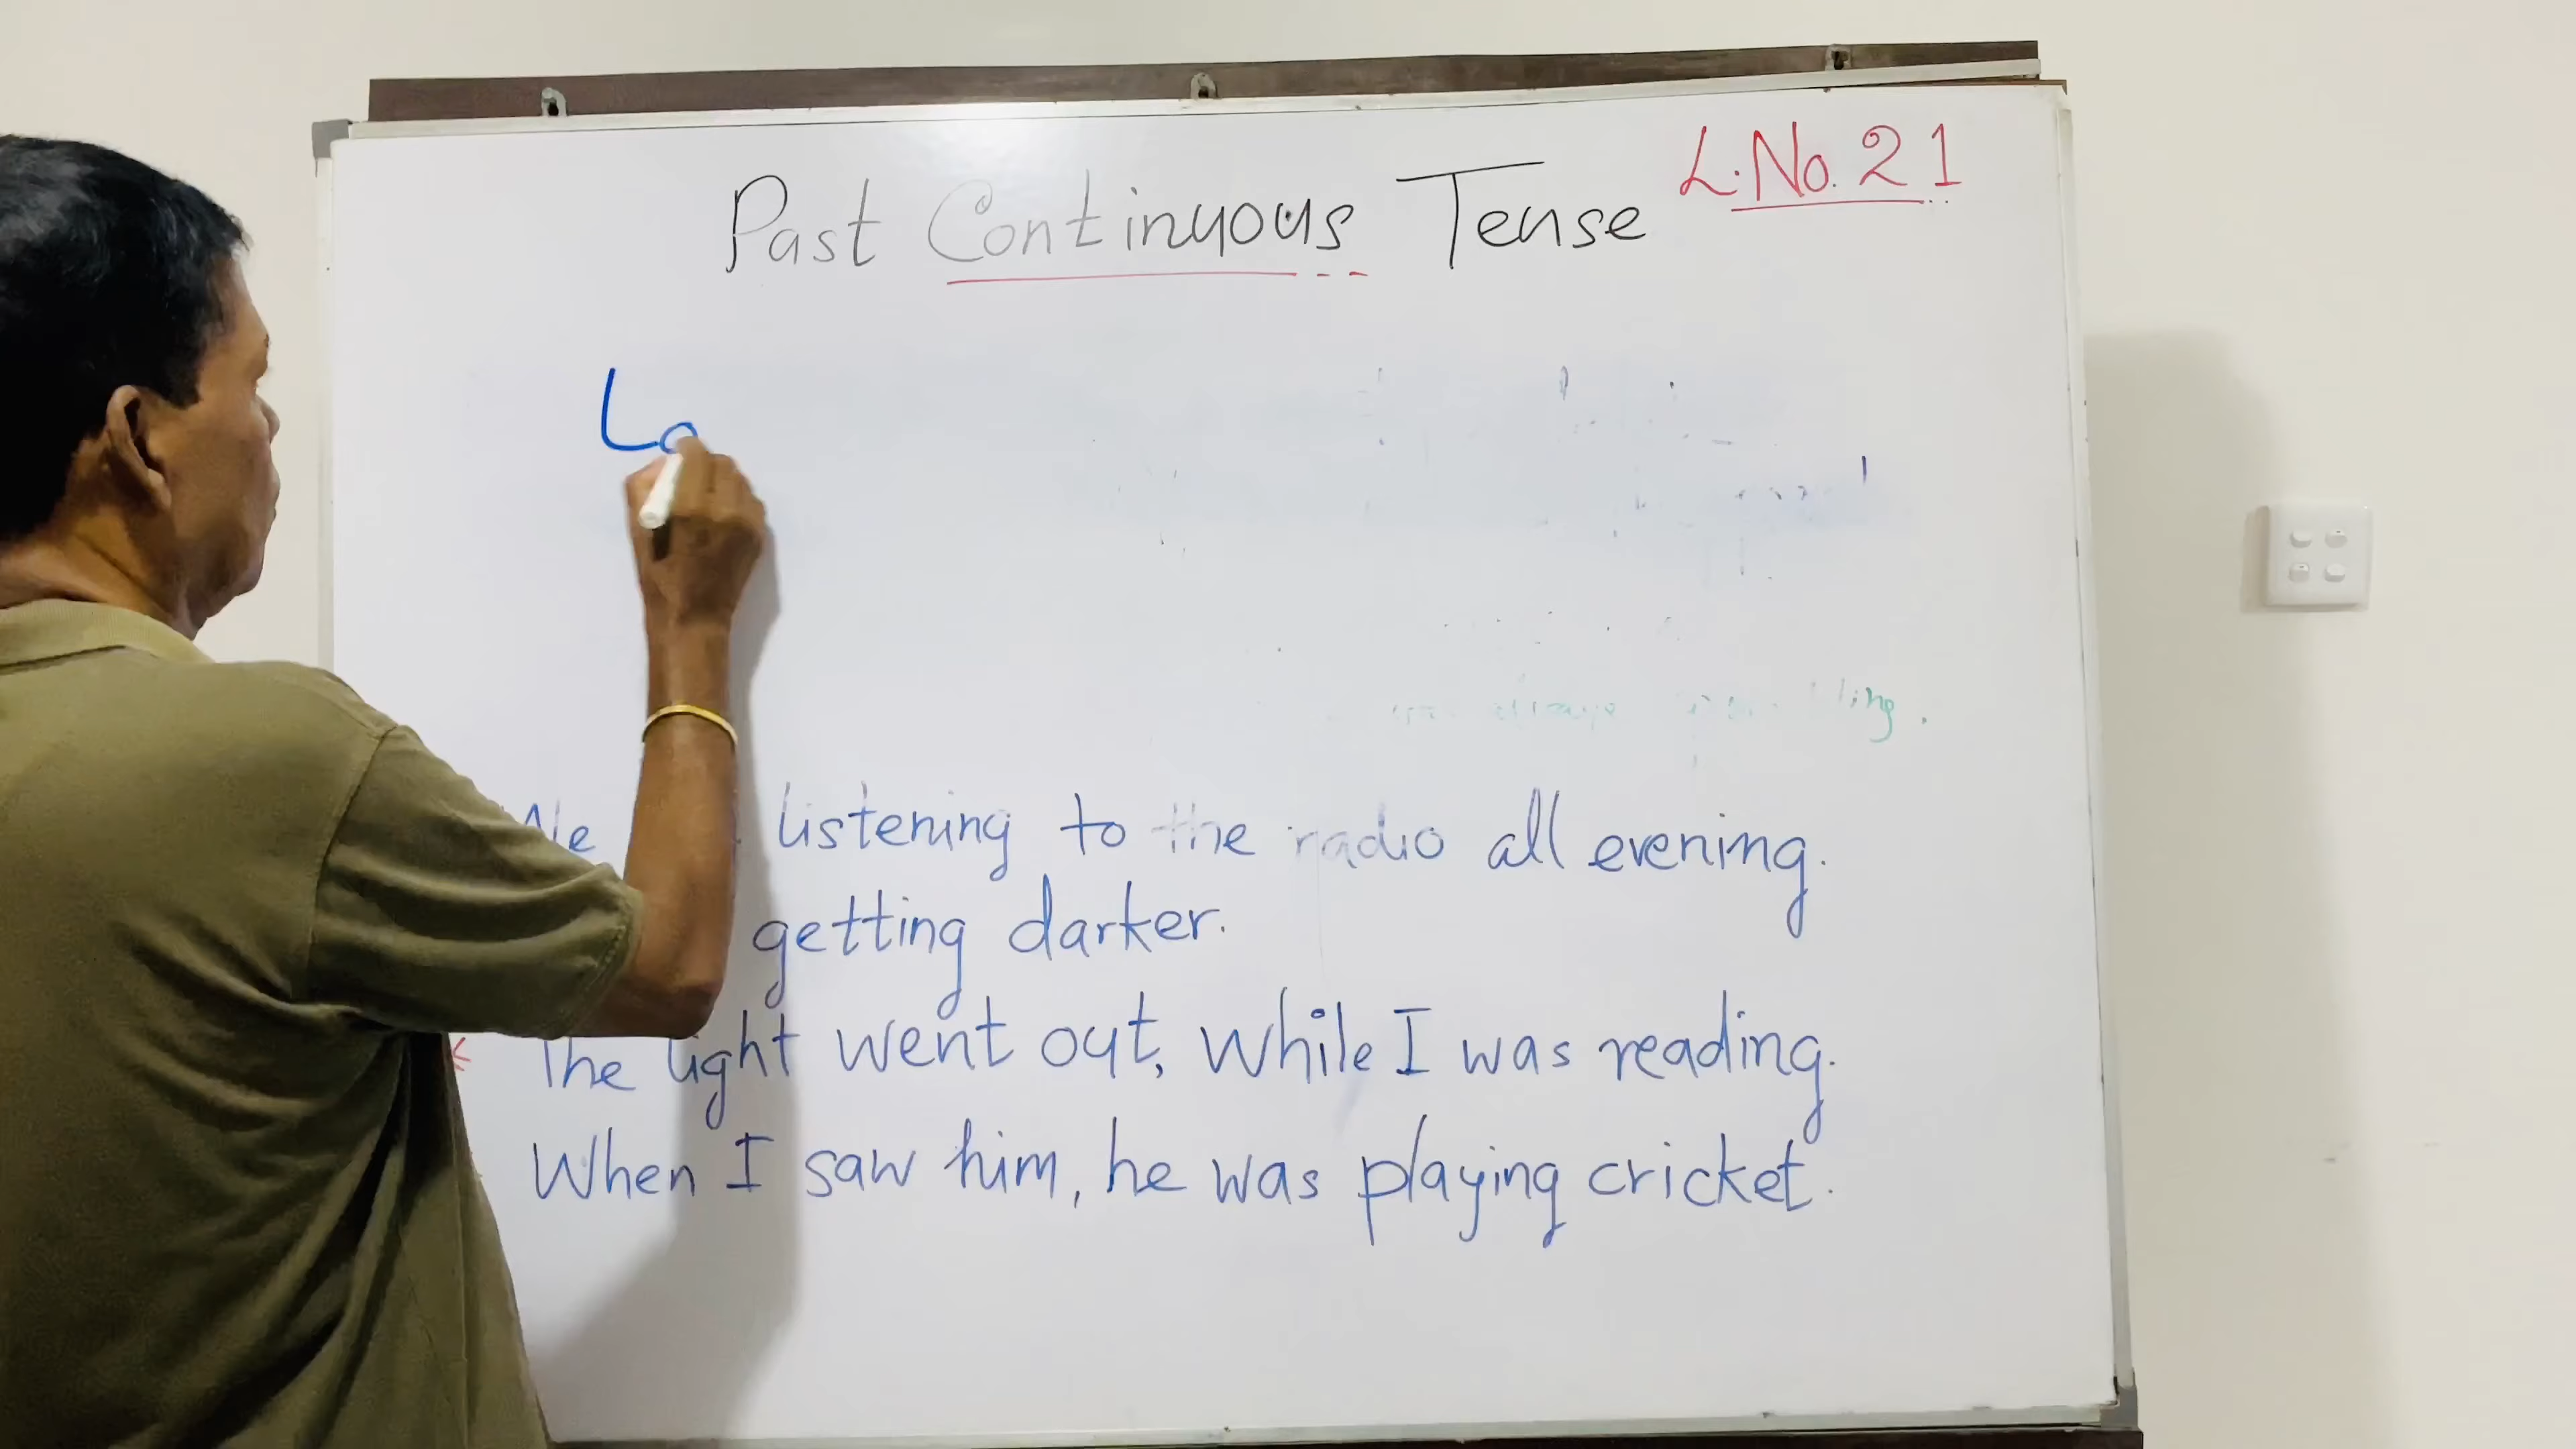 L.No.21
Past Continuous Tense
La
listening to the radio all evening.
getting darker.
The light went out, while I was reading.
When I saw him, he was playing cricket.